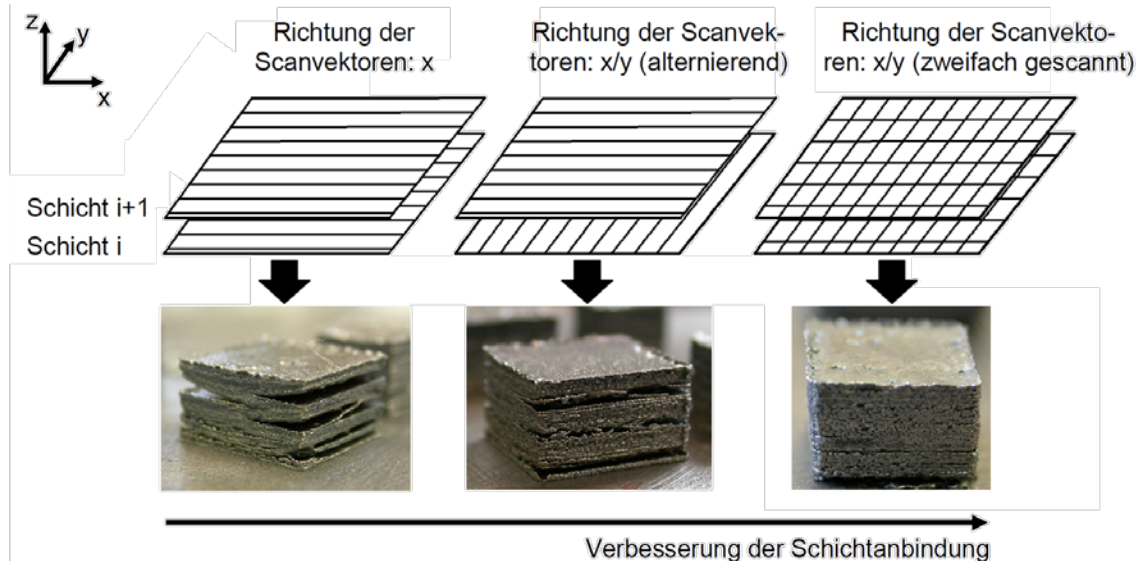 z
y
x
Richtung der
Scanvektoren: x
Richtung der Scanvek-
toren: x/y (alternierend)
Richtung der Scanvekto-
ren: x/y (zweifach gescannt)
Schicht i+1
Schicht i
Verbesserung der Schichtanbindung